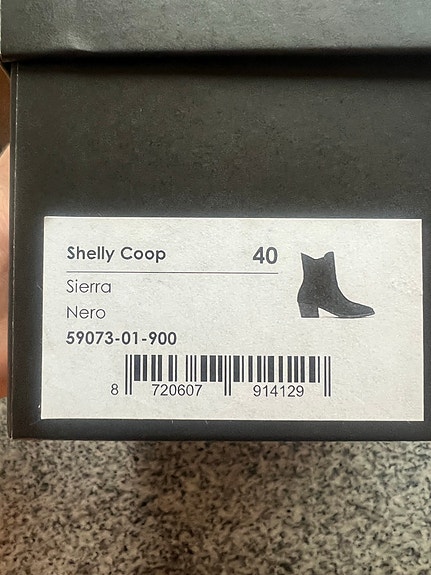 Shelly Coop 40
Sierra
Nero
59073-01-900
8 720607 914129